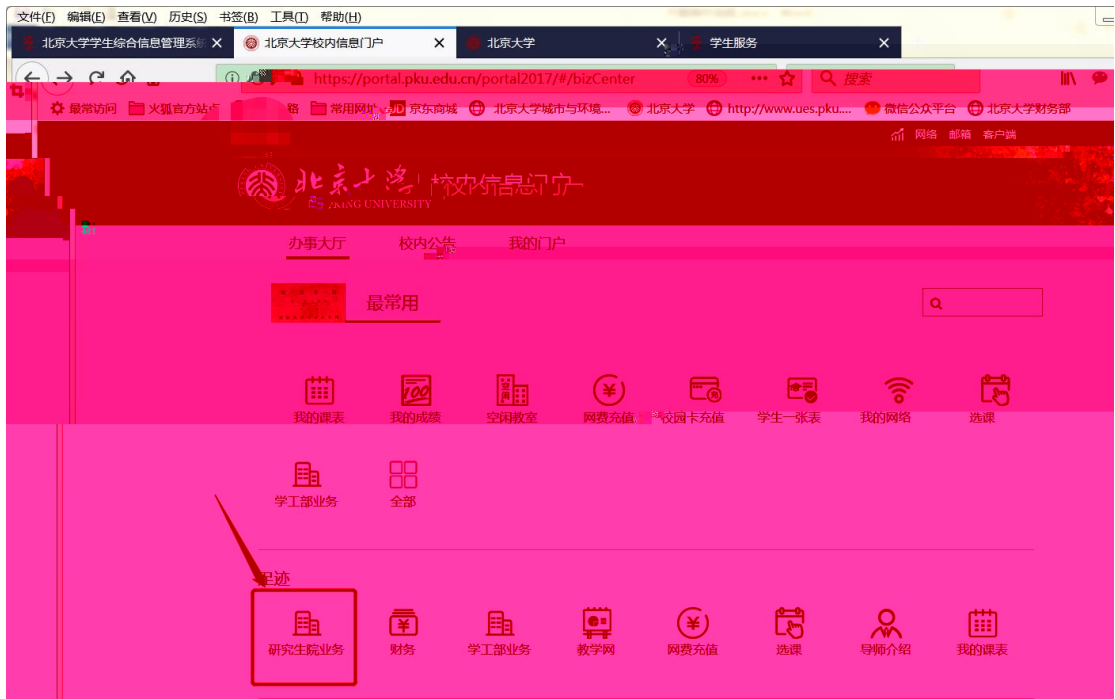 文件(F) 编辑(E) 查看(V) 历史(S) 书签(B) 工具(T) 帮助(H)
北京大学学生综合信息管理系统 北京大学校内信息门户 北京大学 学生服务
https://portal.pku.edu.cn/portal2017/#/bizCenter 80% 搜索
最常访问 火狐官方站点 常用网址 JD 京东商城 北京大学城市与环境... 北京大学 http://www.ues.pku.... 微信公众平台 北京大学财务部
网络 邮箱 客户端
北京大学 校内信息门户
PEKING UNIVERSITY
办事大厅 校内公告 我的门户
最常用
我的课表 我的成绩 空闲教室 网费充值 校园卡充值 学生一张表 我的网络 选课
学工部业务 全部
足迹
研究生院业务 财务 学工部业务 教学网 网费充值 选课 导师介绍 我的课表